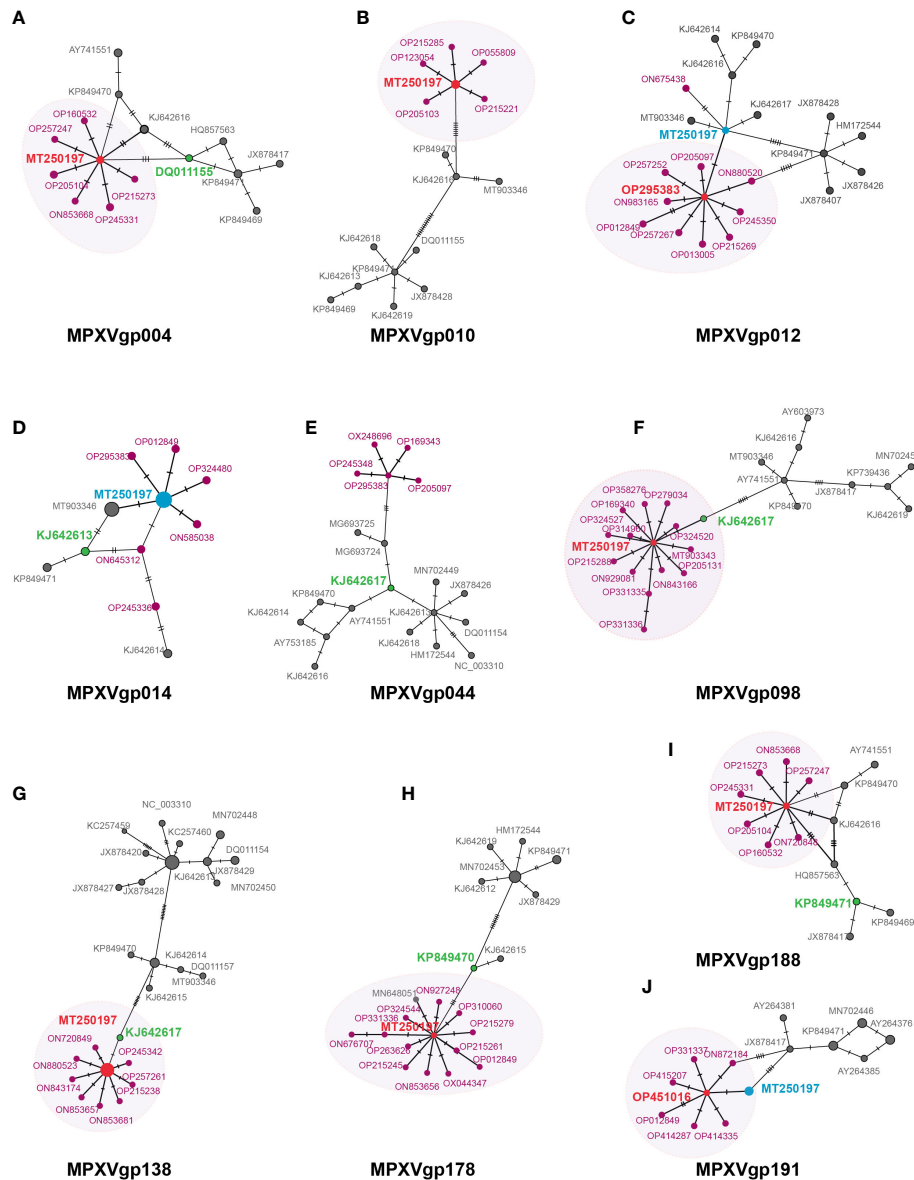 A
AY741551
KP849470
OP160532
KJ642616
OP257247
HQ857563
MT250197
JX878417
DQ011155
OP205104
KP849471
OP215273
ON853668
OP245331
KP849469
MPXVgp004
B
OP215285
OP055809
OP123054
MT250197
OP205103
OP215221
KP849470
KJ642616
MT903346
KJ642618
DQ011155
KP849471
KJ642613
JX878428
KP849469
KJ642619
MPXVgp010
C
KJ642614
KP849470
KJ642616
ON675438
KJ642617
JX878428
MT903346
HM172544
MT250197
KP849471
OP205097
OP257252
ON880520
JX878426
OP295383
ON983165
JX878407
OP245350
OP012849
OP257267
OP215269
OP013005
MPXVgp012
D
OP012849
OP295383
OP324480
MT250197
MT903346
ON585038
KJ642613
ON645312
KP849471
OP245336
KJ642614
MPXVgp014
E
OX248696
OP169343
OP245348
OP295383
OP205097
MG693725
MG693724
KJ642617
MN702449
JX878426
KP849470
KJ642614
KJ642613
AY741551
AY753185
DQ011154
KJ642618
HM172544
NC_003310
KJ642616
MPXVgp044
F
AY603973
KJ642616
MT903346
MN70245
KP739436
AY741551
JX878417
KP849470
KJ642619
OP358276
OP279034
OP169340
KJ642617
OP324527
OP314960
OP324520
MT250197
MT903343
OP215288
OP205131
ON929081
ON843166
OP331335
OP331336
MPXVgp098
G
NC_003310
KC257459
KC257460
MN702448
JX878420
DQ011154
KJ642613
JX878429
JX878427
JX878428
MN702450
KP849470
KJ642614
DQ011157
MT903346
KJ642615
MT250197
KJ642617
ON720849
OP245342
ON880523
OP257261
ON843174
OP215238
ON853657
ON853681
MPXVgp138
H
HM172544
KJ642619
KP849471
MN702453
KJ642612
JX878429
KP849470
KJ642615
MN648051
ON927248
OP324544
OP310060
OP331336
MT250197
OP215279
ON676707
OP263628
OP215261
OP215245
OP012849
ON853656
OX044347
MPXVgp178
I
ON853668
AY741551
OP215273
OP257247
KP849470
OP245331
MT250197
KJ642616
OP205104
ON720848
OP160532
HQ857563
KP849471
KP849469
JX878417
MPXVgp188
J
AY264381
MN702446
AY264376
KP849471
OP331337
ON872184
JX878417
AY264385
OP415207
MT250197
OP451016
OP012849
OP414287
OP414335
MPXVgp191